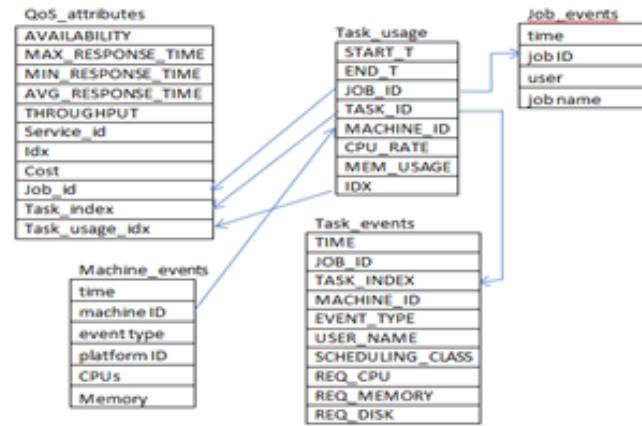 QoS_attributes
AVAILABILITY
MAX_RESPONSE_TIME
MIN_RESPONSE_TIME
AVG_RESPONSE_TIME
THROUGHPUT
Service_id
Idx
Cost
Job_id
Task_index
Task_usage_idx
Task_usage
START_T
END_T
JOB_ID
TASK_ID
MACHINE_ID
CPU_RATE
MEM_USAGE
IDX
Job_events
time
job ID
user
job name
Machine_events
time
machine ID
event type
platform ID
CPUs
Memory
Task_events
TIME
JOB_ID
TASK_INDEX
MACHINE_ID
EVENT_TYPE
USER_NAME
SCHEDULING_CLASS
REQ_CPU
REQ_MEMORY
REQ_DISK